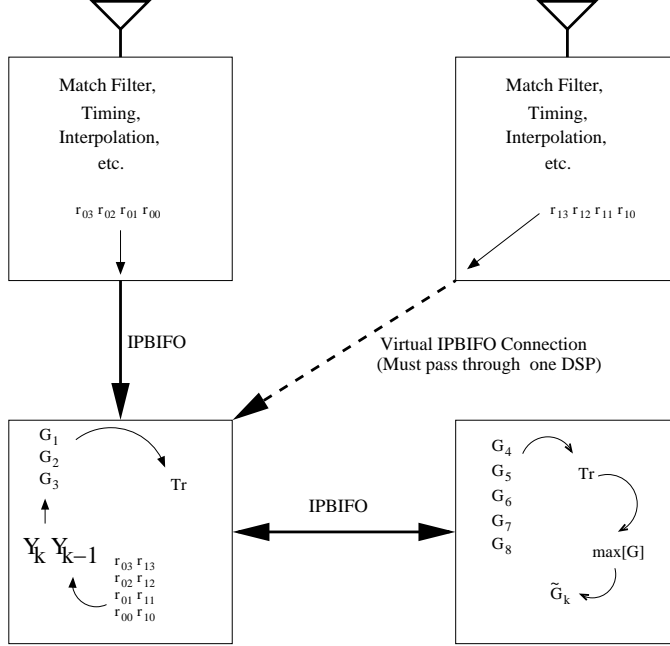 Match Filter,
Timing,
Interpolation,
etc.
r₀₃ r₀₂ r₀₁ r₀₀
Match Filter,
Timing,
Interpolation,
etc.
r₁₃ r₁₂ r₁₁ r₁₀
IPBIFO
Virtual IPBIFO Connection
(Must pass through one DSP)
G₁
G₂
G₃
Tr
Yₖ Yₖ₋₁
r₀₃ r₁₃
r₀₂ r₁₂
r₀₁ r₁₁
r₀₀ r₁₀
IPBIFO
G₄
G₅
G₆
G₇
G₈
Tr
max[G]
G̃ₖ